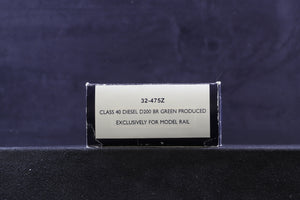 32-475Z
CLASS 40 DIESEL D200 BR GREEN PRODUCED
EXCLUSIVELY FOR MODEL RAIL